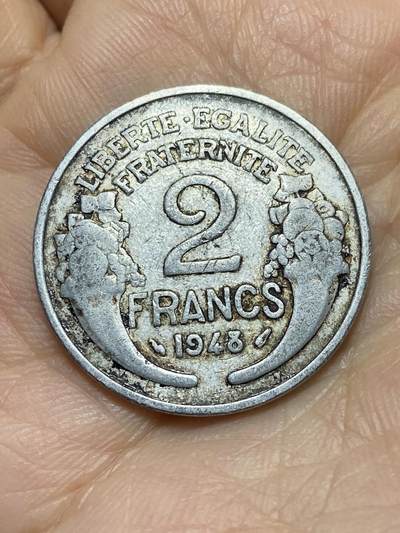 LIBERTE · EGALITE
FRATERNITE
2
FRANCS
1948